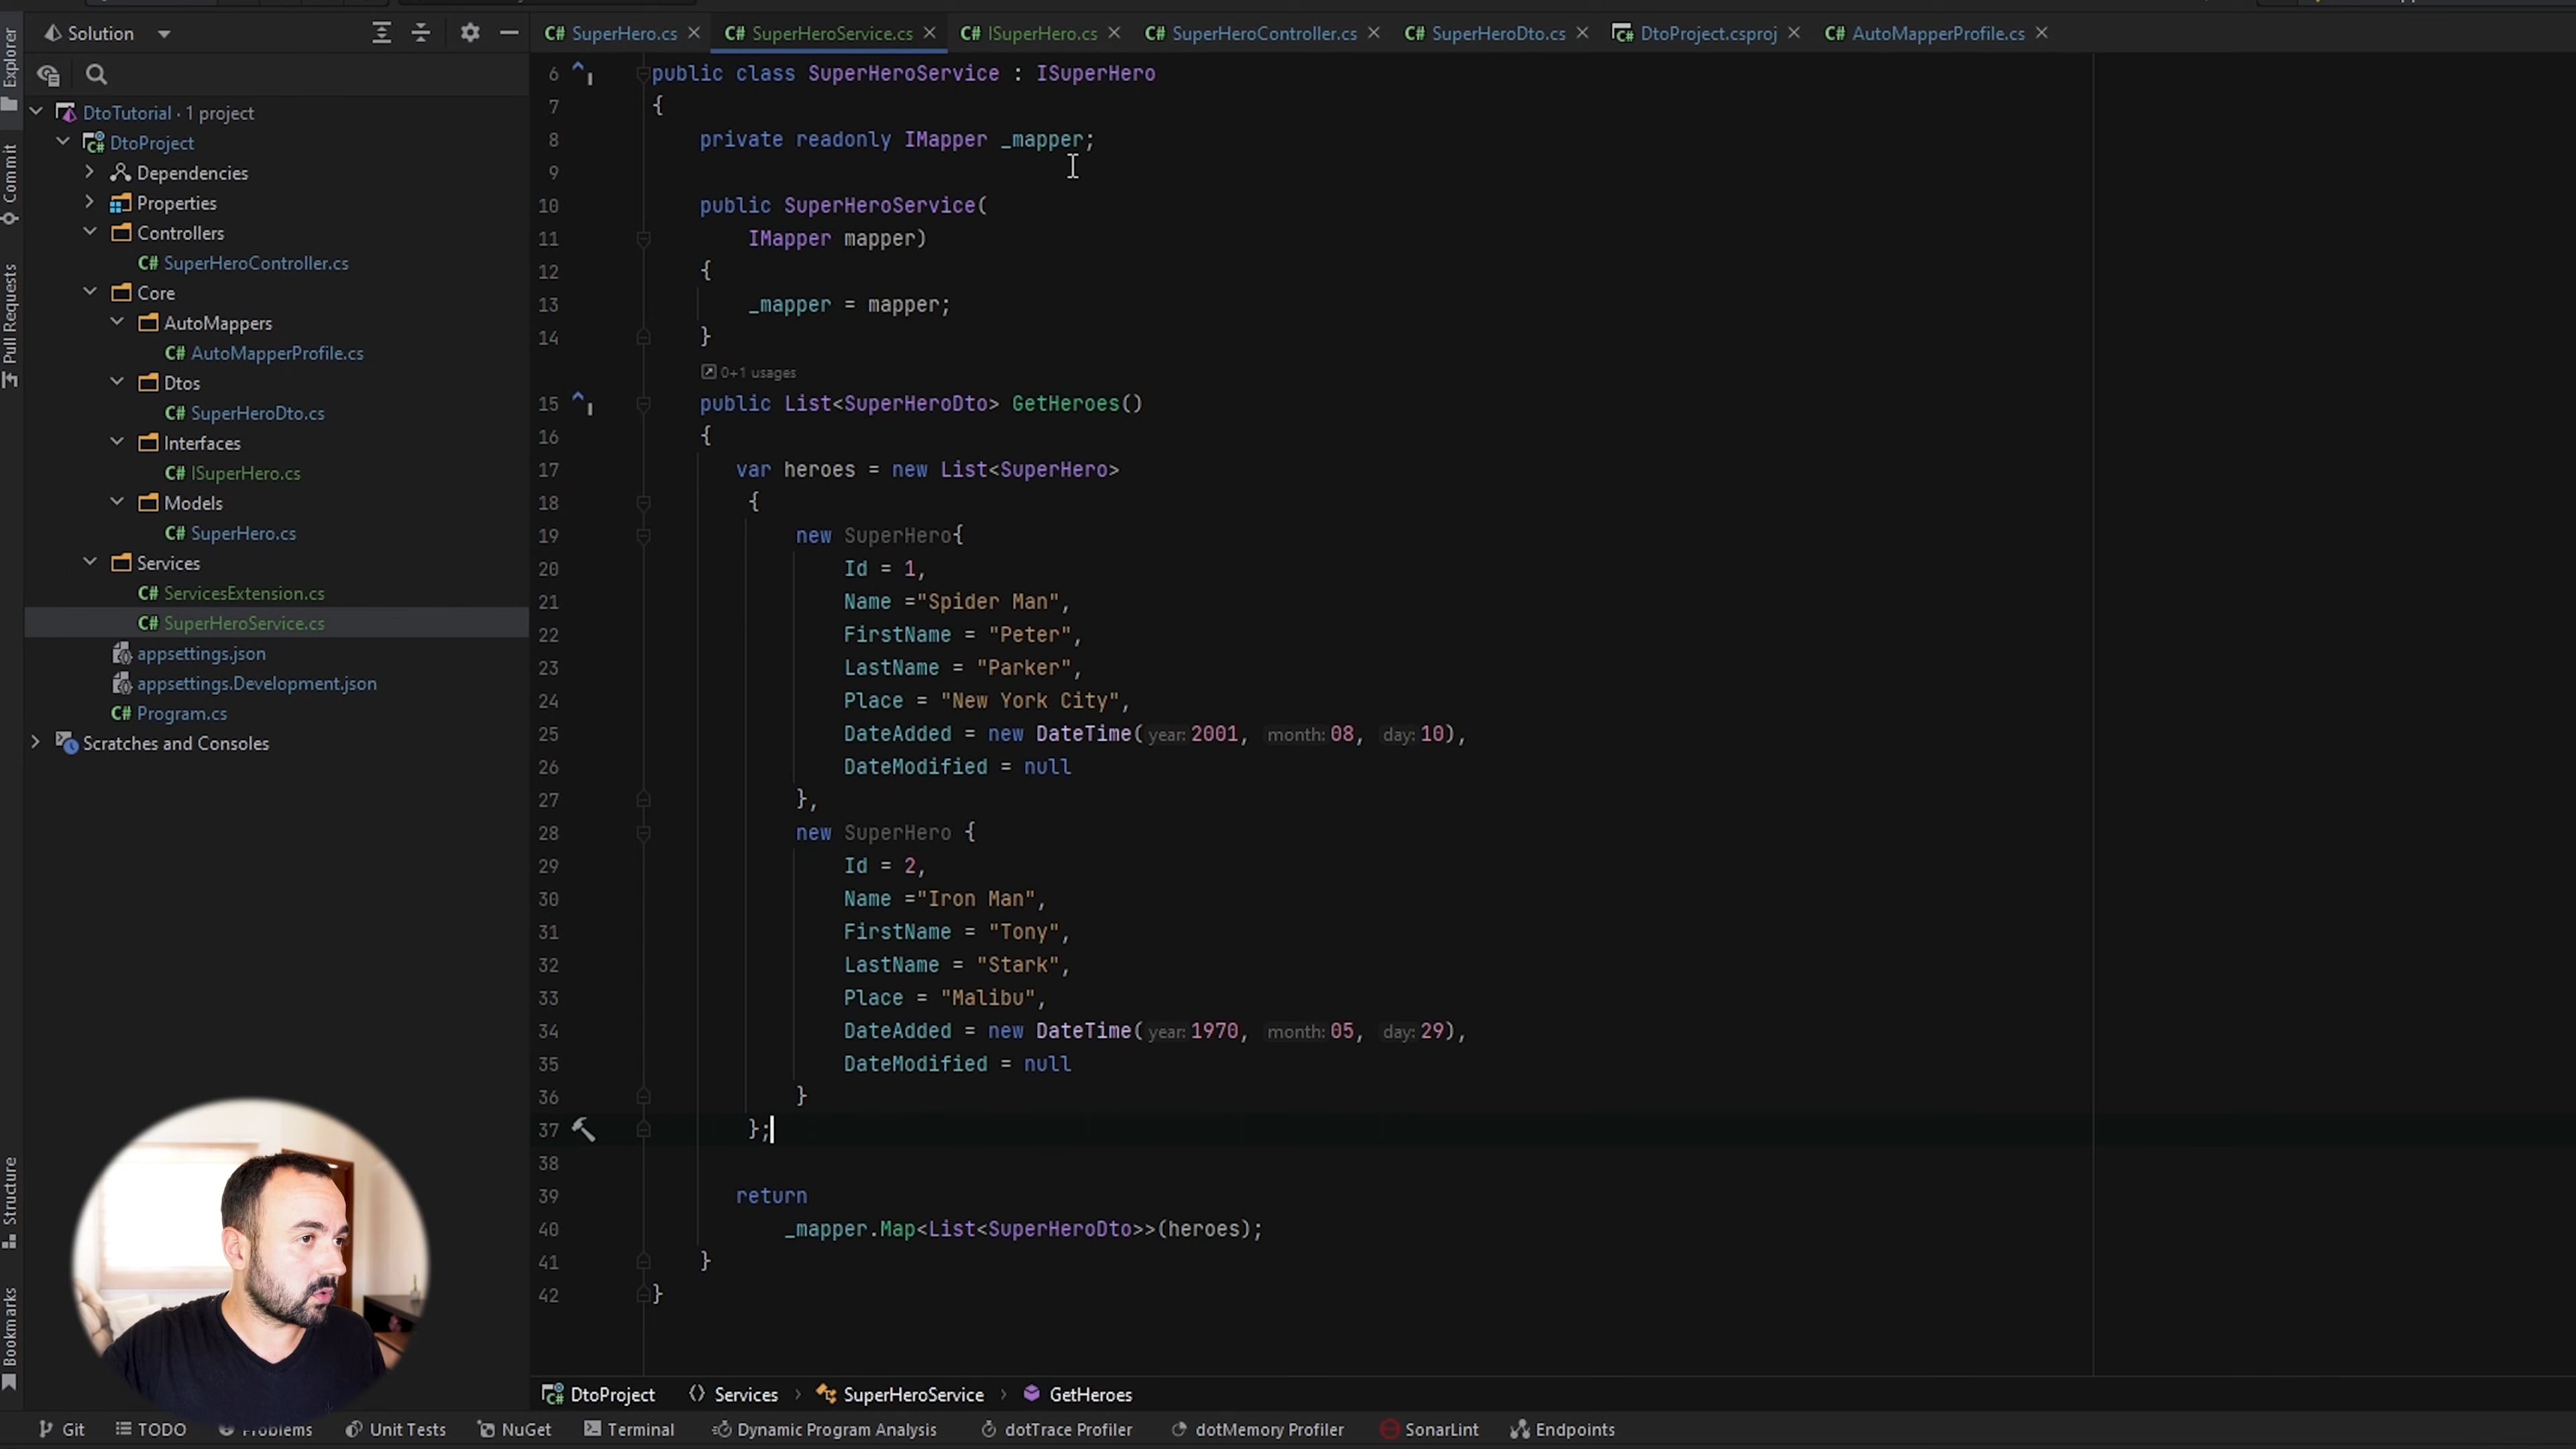 Solution
SuperHero.cs
SuperHeroService.cs
ISuperHero.cs
SuperHeroController.cs
SuperHeroDto.cs
DtoProject.csproj
AutoMapperProfile.cs
Explorer
Commit
Pull Requests
Structure
Bookmarks
DtoTutorial · 1 project
DtoProject
Dependencies
Properties
Controllers
C# SuperHeroController.cs
Core
AutoMappers
C# AutoMapperProfile.cs
Dtos
C# SuperHeroDto.cs
Interfaces
C# ISuperHero.cs
Models
C# SuperHero.cs
Services
C# ServicesExtension.cs
C# SuperHeroService.cs
appsettings.json
appsettings.Development.json
C# Program.cs
Scratches and Consoles
6 public class SuperHeroService : ISuperHero
7 {
8 private readonly IMapper _mapper;
9
10 public SuperHeroService(
11 IMapper mapper)
12 {
13 _mapper = mapper;
14 }
0+1 usages
15 public List<SuperHeroDto> GetHeroes()
16 {
17 var heroes = new List<SuperHero>
18 {
19 new SuperHero{
20 Id = 1,
21 Name ="Spider Man",
22 FirstName = "Peter",
23 LastName = "Parker",
24 Place = "New York City",
25 DateAdded = new DateTime( year: 2001, month: 08, day: 10),
26 DateModified = null
27 },
28 new SuperHero {
29 Id = 2,
30 Name ="Iron Man",
31 FirstName = "Tony",
32 LastName = "Stark",
33 Place = "Malibu",
34 DateAdded = new DateTime( year: 1970, month: 05, day: 29),
35 DateModified = null
36 }
37 };
38
39 return
40 _mapper.Map<List<SuperHeroDto>>(heroes);
41 }
42 }
DtoProject Services SuperHeroService GetHeroes
Git TODO Problems Unit Tests NuGet Terminal Dynamic Program Analysis dotTrace Profiler dotMemory Profiler SonarLint Endpoints